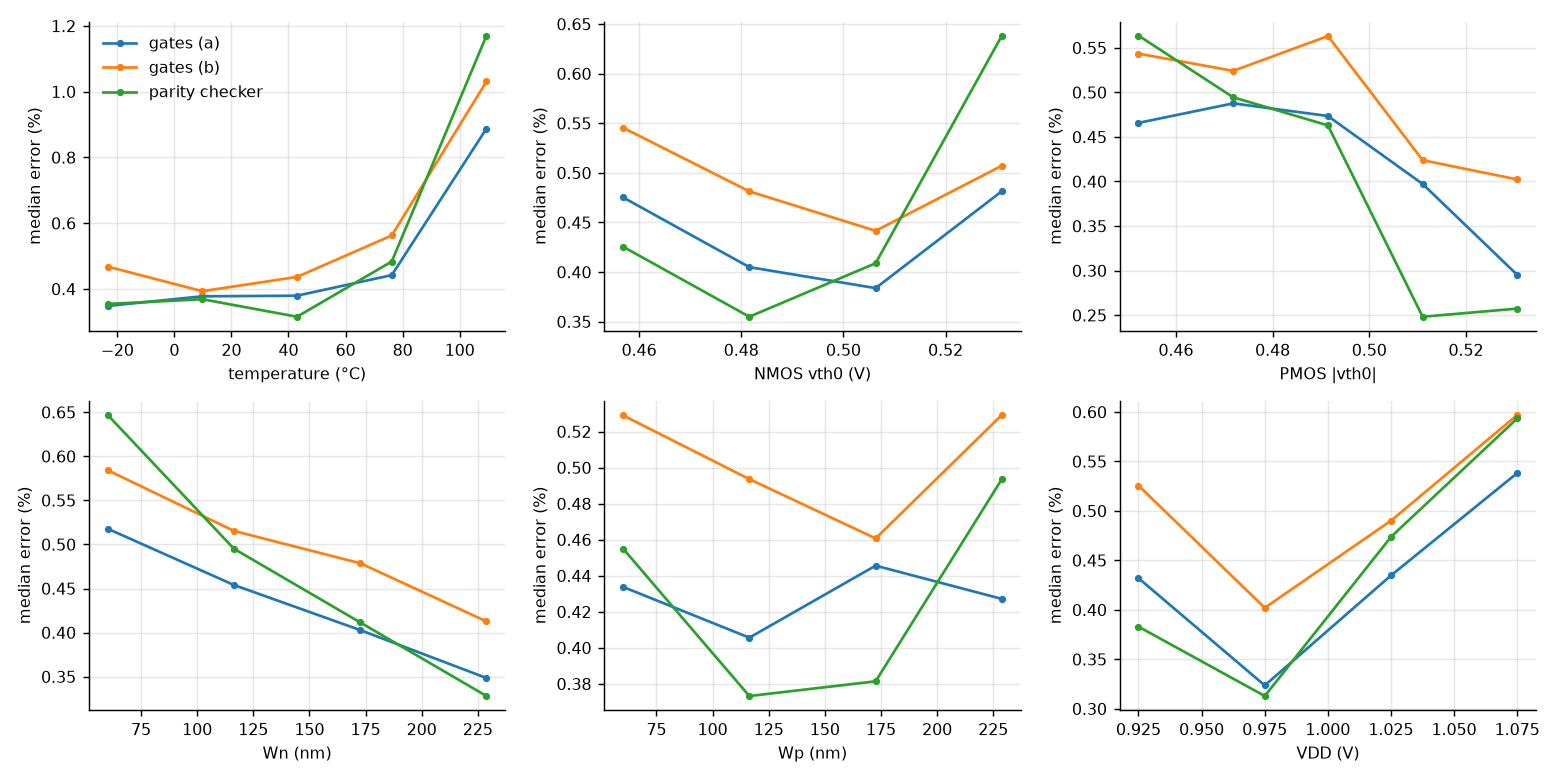 1.2
1.0
0.8
0.6
0.4
median error (%)
gates (a)
gates (b)
parity checker
−20 0 20 40 60 80 100
temperature (°C)
0.65
0.60
0.55
0.50
0.45
0.40
0.35
median error (%)
0.46 0.48 0.50 0.52
NMOS vth0 (V)
0.55
0.50
0.45
0.40
0.35
0.30
0.25
median error (%)
0.46 0.48 0.50 0.52
PMOS |vth0|
0.65
0.60
0.55
0.50
0.45
0.40
0.35
median error (%)
75 100 125 150 175 200 225
Wn (nm)
0.52
0.50
0.48
0.46
0.44
0.42
0.40
0.38
median error (%)
75 100 125 150 175 200 225
Wp (nm)
0.60
0.55
0.50
0.45
0.40
0.35
0.30
median error (%)
0.925 0.950 0.975 1.000 1.025 1.050 1.075
VDD (V)